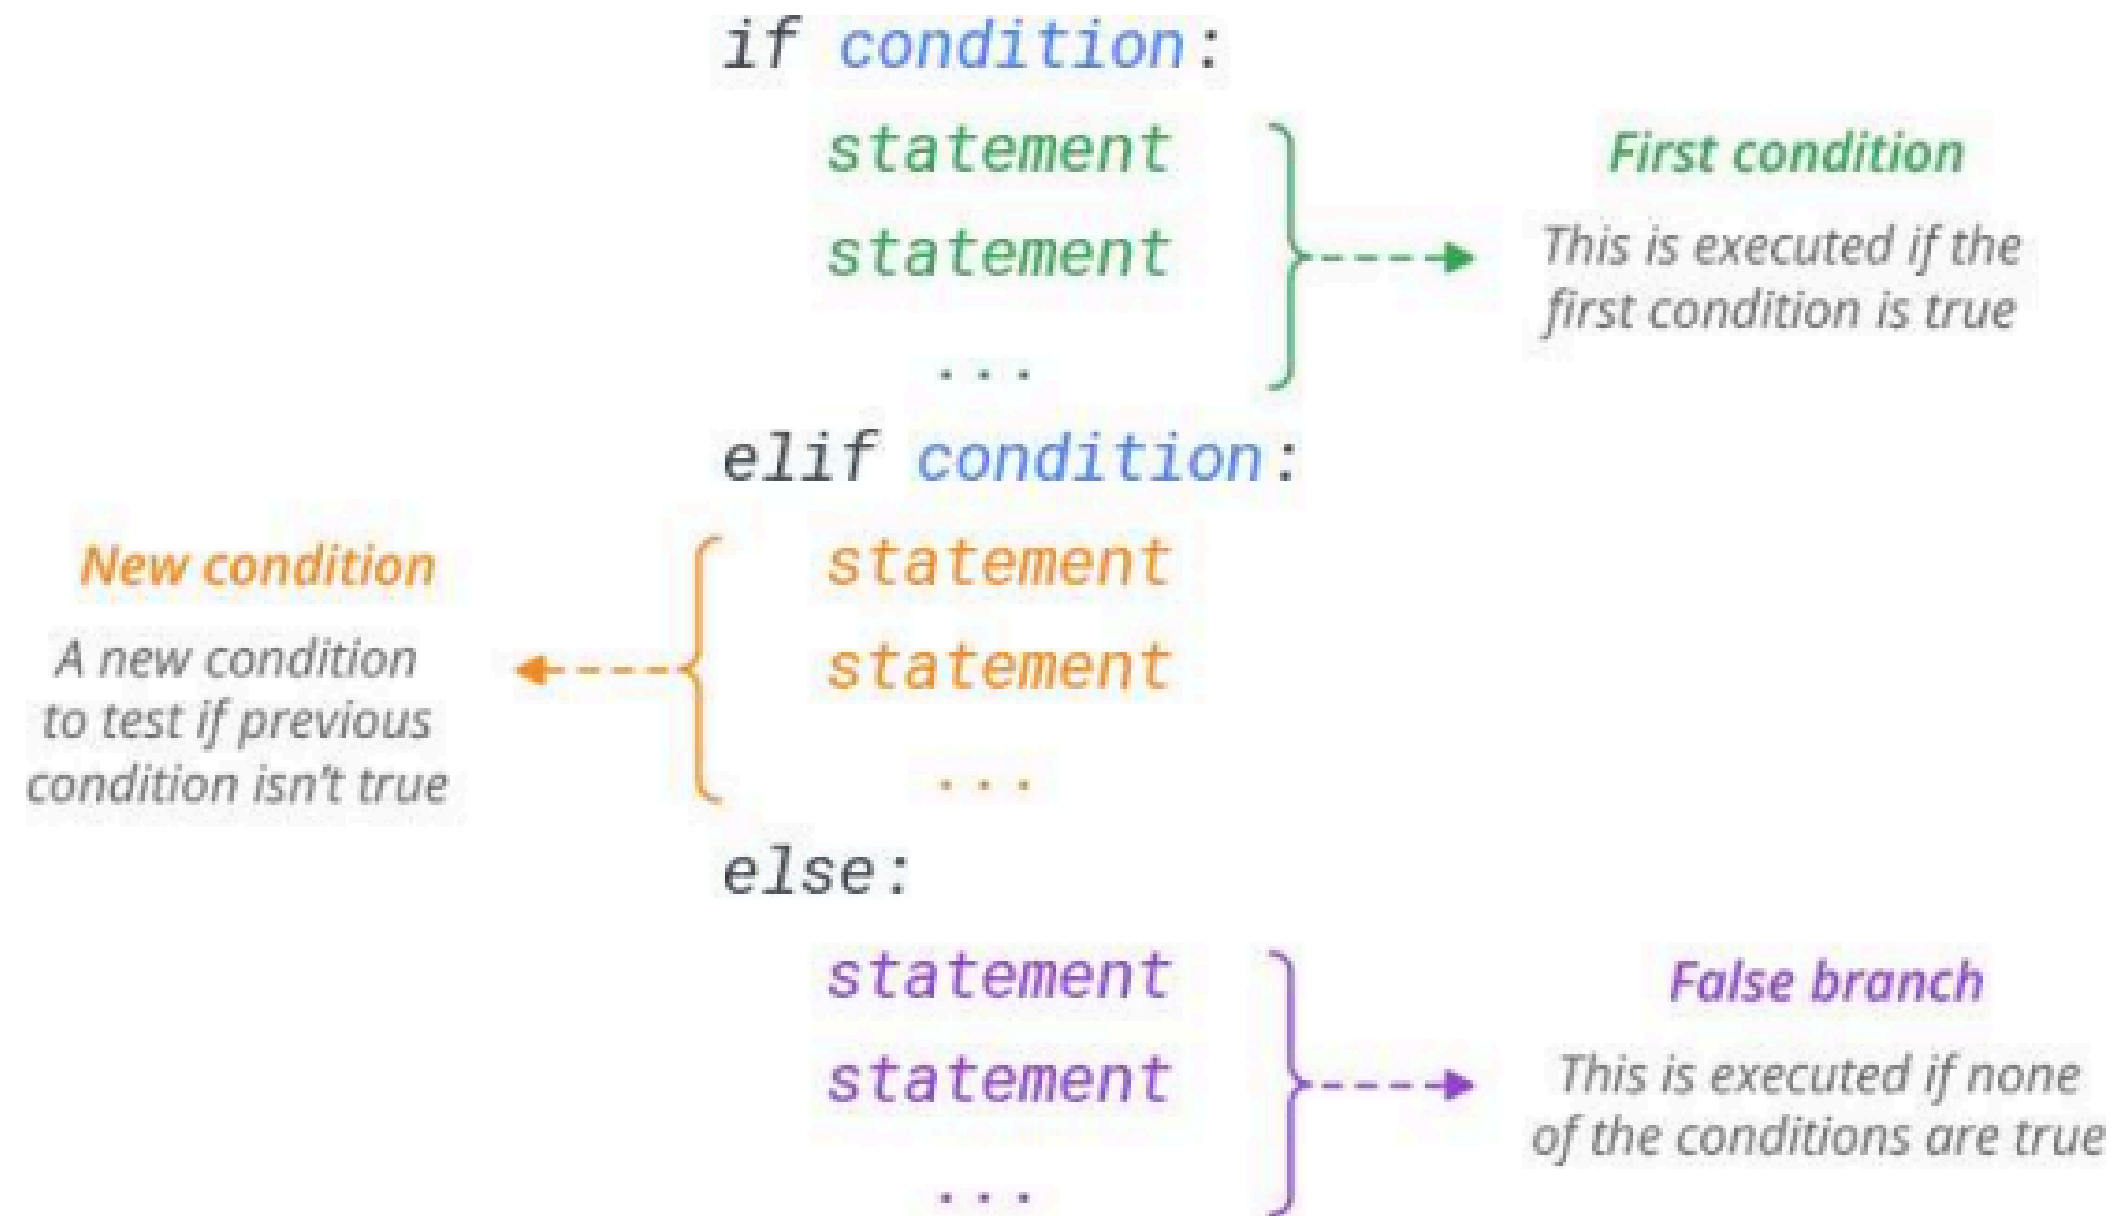 if condition:
statement
statement
...
First condition
This is executed if the
first condition is true
elif condition:
statement
statement
...
New condition
A new condition
to test if previous
condition isn't true
else:
statement
statement
...
False branch
This is executed if none
of the conditions are true